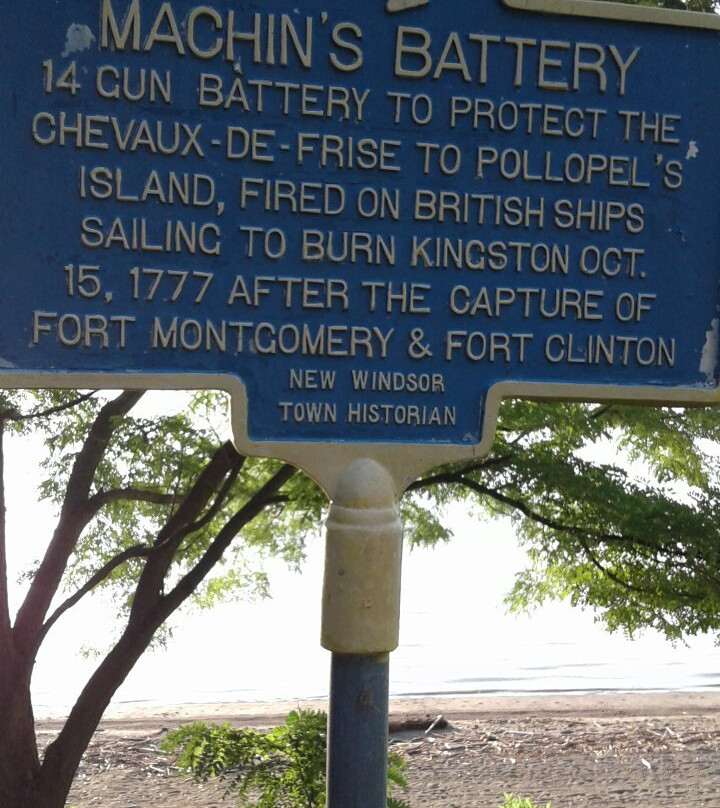 MACHIN'S BATTERY
14 GUN BATTERY TO PROTECT THE
CHEVAUX-DE-FRISE TO POLLOPEL'S
ISLAND, FIRED ON BRITISH SHIPS
SAILING TO BURN KINGSTON OCT.
15, 1777 AFTER THE CAPTURE OF
FORT MONTGOMERY & FORT CLINTON
NEW WINDSOR
TOWN HISTORIAN